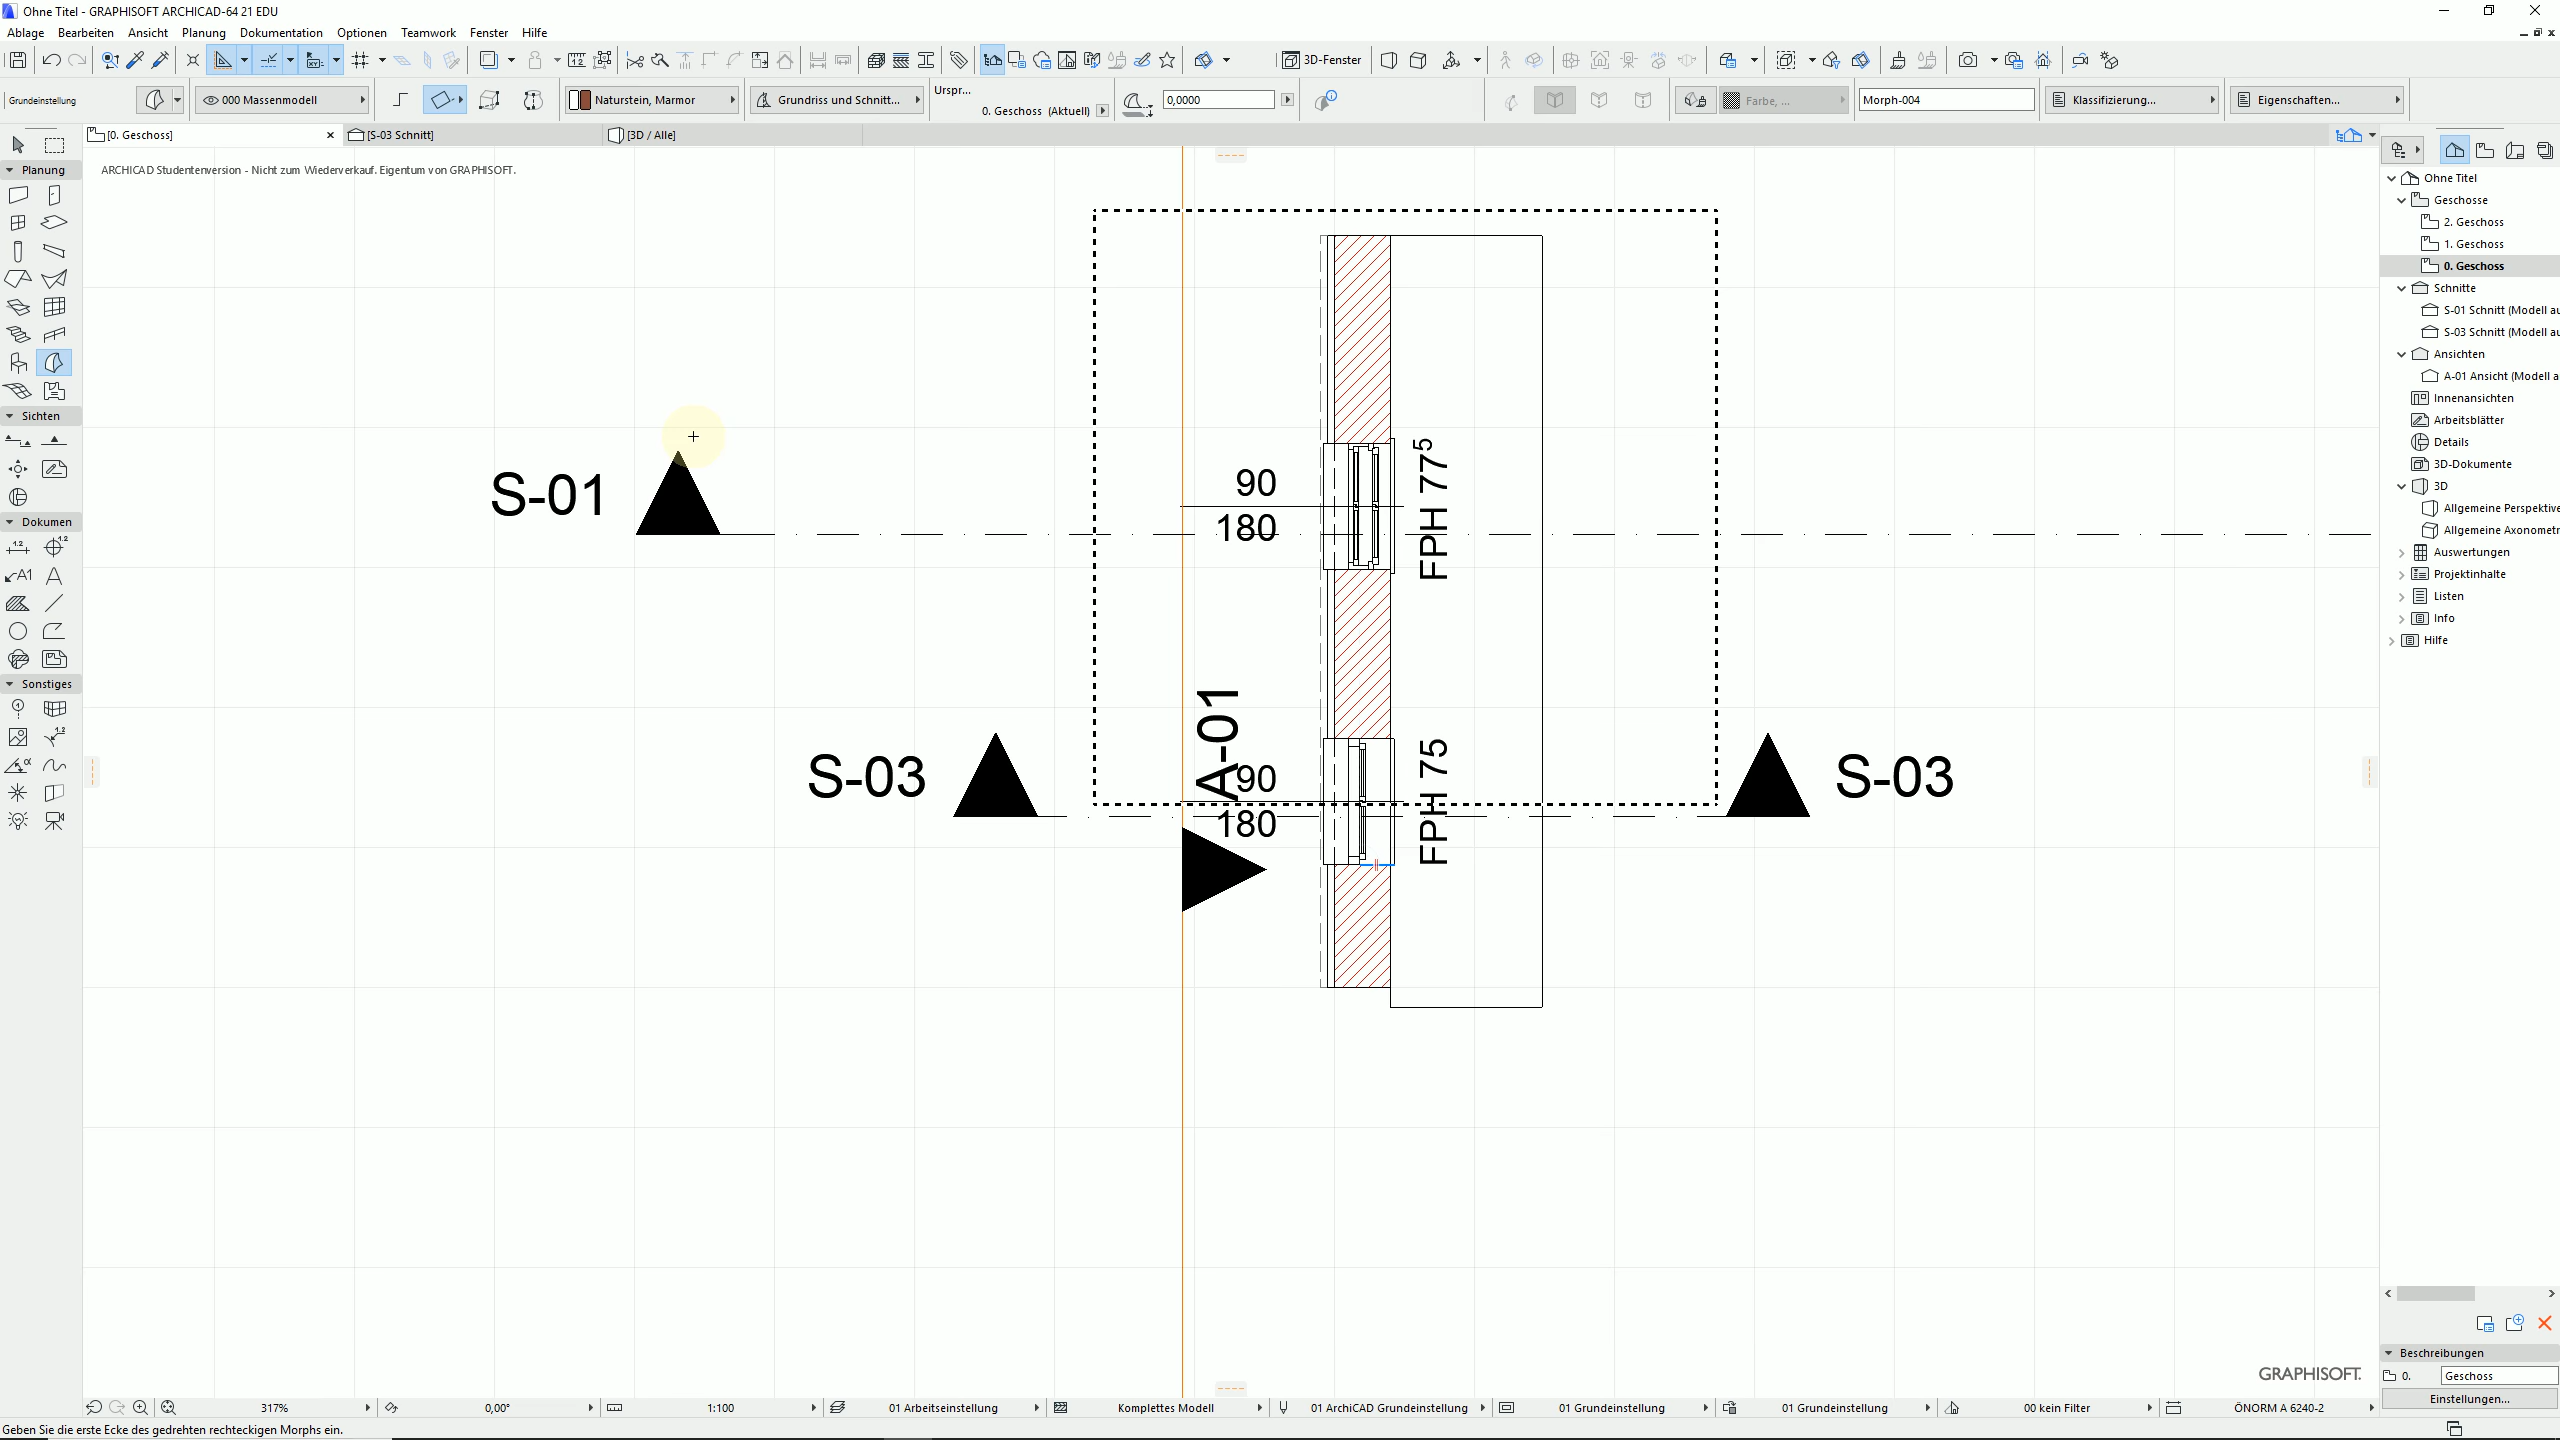 Ohne Titel - GRAPHISOFT ARCHICAD-64 21 EDU
Ablage Bearbeiten Ansicht Planung Dokumentation Optionen Teamwork Fenster Hilfe
3D-Fenster
Grundeinstellung
000 Massenmodell
Naturstein, Marmor
Grundriss und Schnitt...
Urspr...
0. Geschoss (Aktuell)
0,0000
Farbe, ...
Morph-004
Klassifizierung...
Eigenschaften...
[0. Geschoss]
[S-03 Schnitt]
[3D / Alle]
ARCHICAD Studentenversion - Nicht zum Wiederverkauf. Eigentum von GRAPHISOFT.
Planung
Sichten
Dokumen
Sonstiges
S-01
90
180
FPH 77⁵
A-01
S-03
90
180
FPH 75
S-03
Ohne Titel
Geschosse
2. Geschoss
1. Geschoss
0. Geschoss
Schnitte
S-01 Schnitt (Modell au
S-03 Schnitt (Modell au
Ansichten
A-01 Ansicht (Modell a
Innenansichten
Arbeitsblätter
Details
3D-Dokumente
3D
Allgemeine Perspektive
Allgemeine Axonometr
Auswertungen
Projektinhalte
Listen
Info
Hilfe
GRAPHISOFT.
Beschreibungen
0. Geschoss
Einstellungen...
317%
0,00°
1:100
01 Arbeitseinstellung
Komplettes Modell
01 ArchiCAD Grundeinstellung
01 Grundeinstellung
01 Grundeinstellung
00 kein Filter
ÖNORM A 6240-2
Geben Sie die erste Ecke des gedrehten rechteckigen Morphs ein.